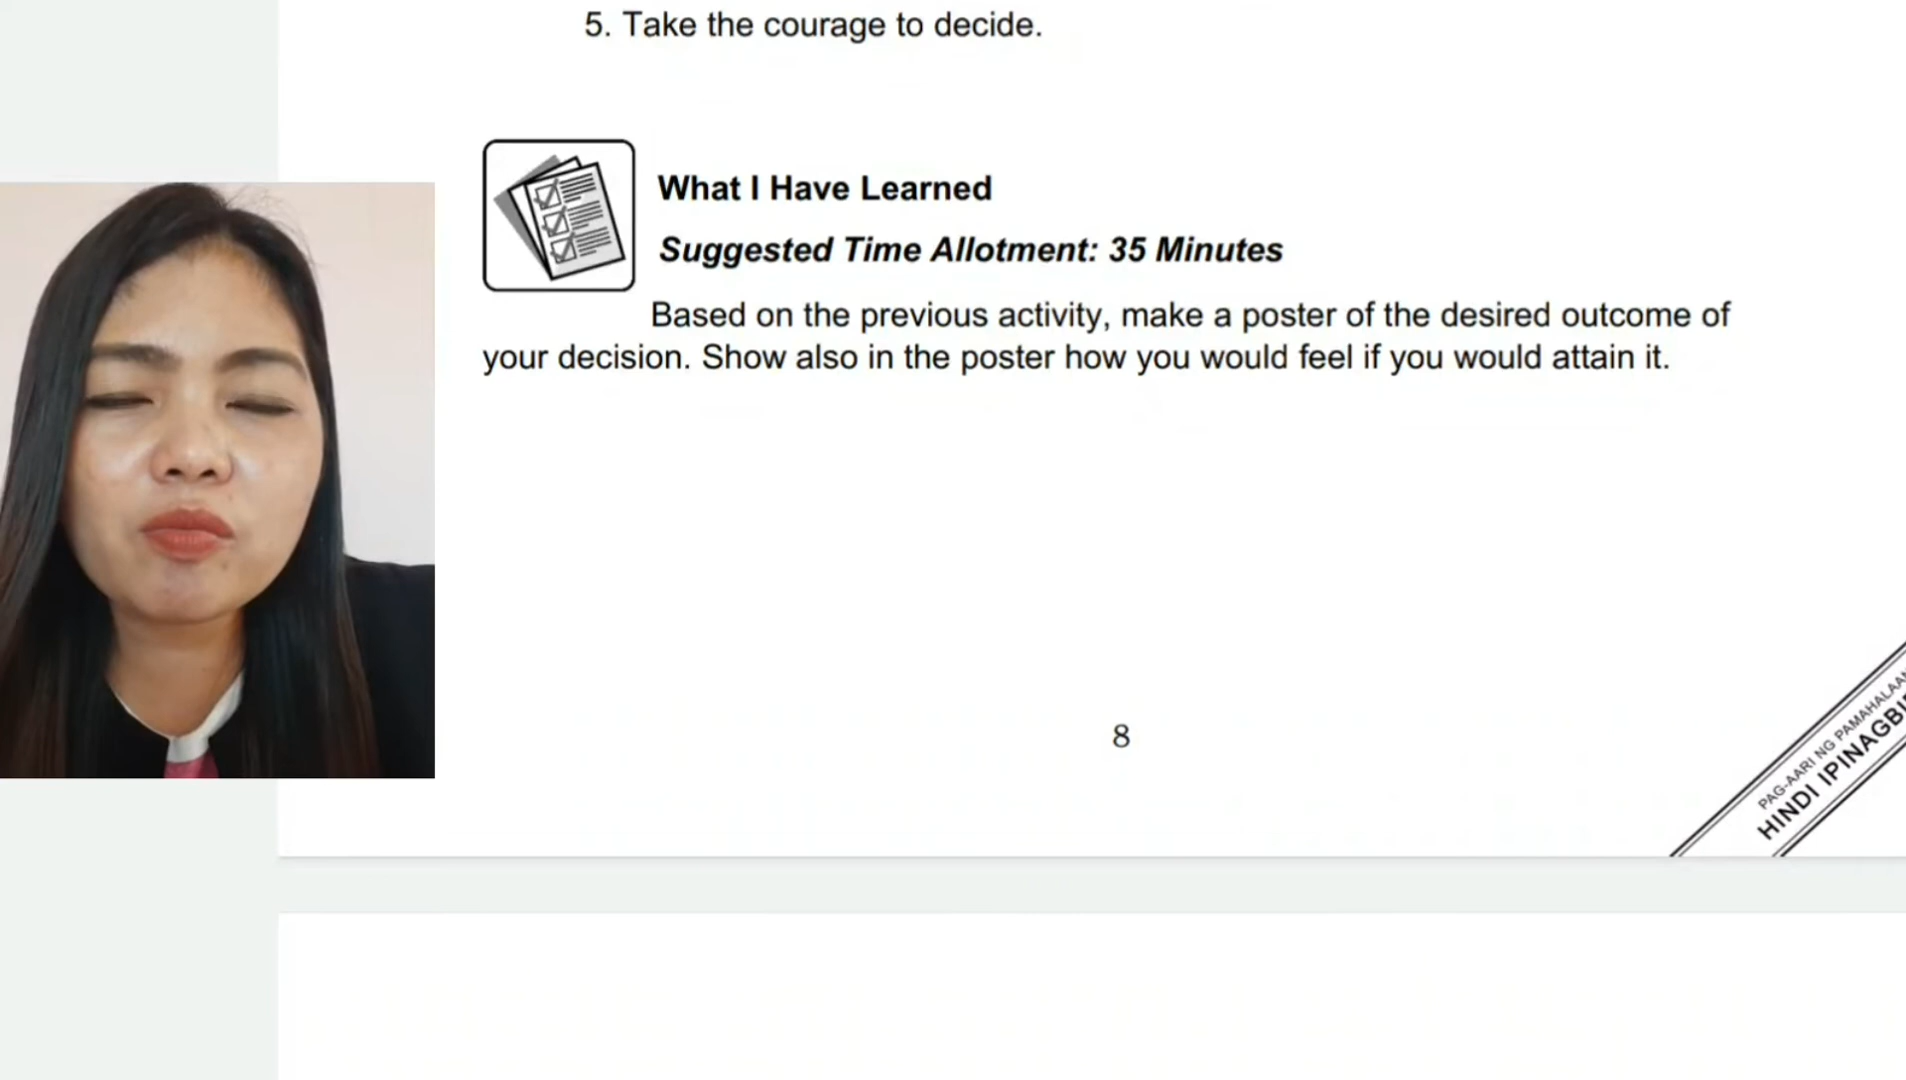 5. Take the courage to decide.
What I Have Learned
Suggested Time Allotment: 35 Minutes
Based on the previous activity, make a poster of the desired outcome of
your decision. Show also in the poster how you would feel if you would attain it.
8
PAG-AARI NG PAMAHALAAN
HINDI